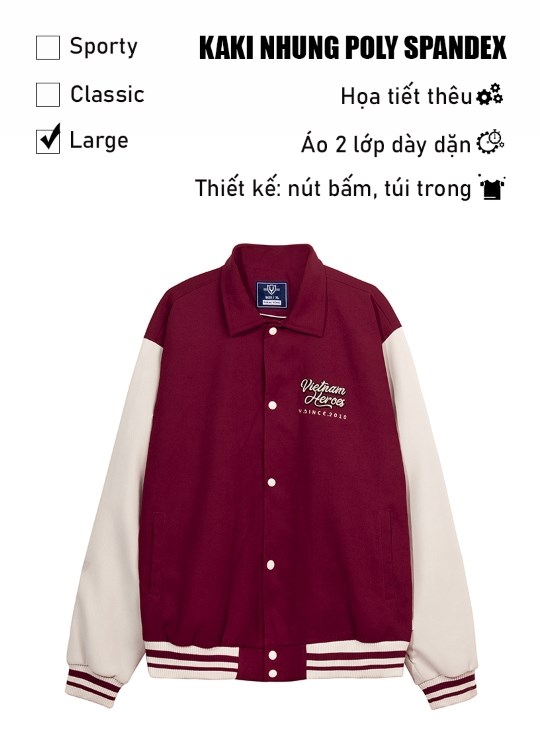 Sporty
Classic
Large
KAKI NHUNG POLY SPANDEX
Họa tiết thêu
Áo 2 lớp dày dặn
Thiết kế: nút bấm, túi trong
Vietnam
Heroes
V.SINCE.2010